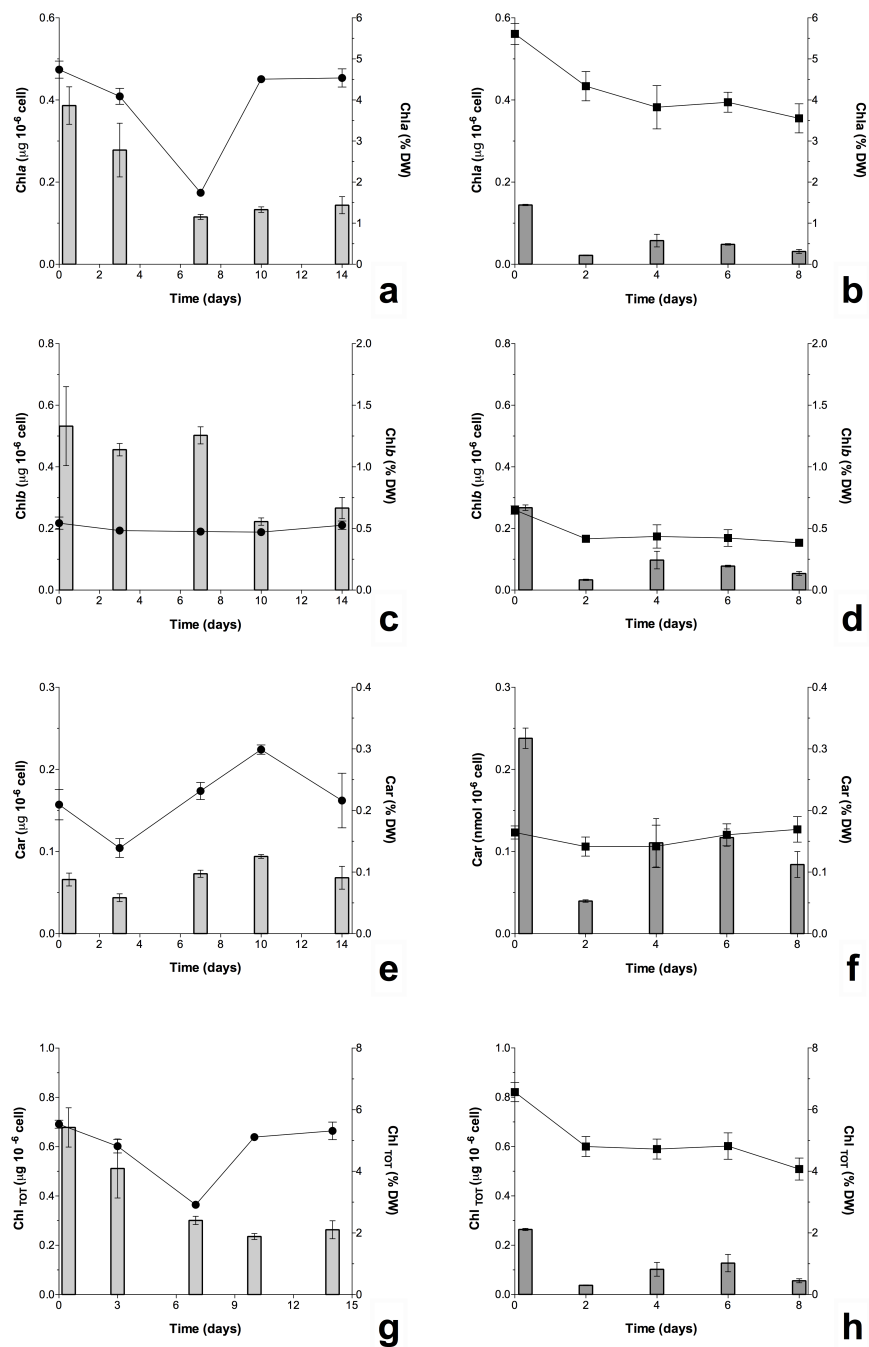 0.6 6
5
0.4 4
3
0.2 2
1
0.0 0
0 2 4 6 8 10 12 14
Chla (µg 10-6 cell)
Chla (% DW)
Time (days)
a
0.6 6
5
0.4 4
3
0.2 2
1
0.0 0
0 2 4 6 8
Chla (µg 10-6 cell)
Chla (% DW)
Time (days)
b
0.8 2.0
0.6 1.5
0.4 1.0
0.2 0.5
0.0 0.0
0 2 4 6 8 10 12 14
Chlb (µg 10-6 cell)
Chlb (% DW)
Time (days)
c
0.8 2.0
0.6 1.5
0.4 1.0
0.2 0.5
0.0 0.0
0 2 4 6 8
Chlb (µg 10-6 cell)
Chlb (% DW)
Time (days)
d
0.3 0.4
0.3
0.2
0.2
0.1
0.1
0.0 0.0
0 2 4 6 8 10 12 14
Car (µg 10-6 cell)
Car (% DW)
Time (days)
e
0.3 0.4
0.3
0.2
0.2
0.1
0.1
0.0 0.0
0 2 4 6 8
Car (nmol 10-6 cell)
Car (% DW)
Time (days)
f
1.0 8
0.8
6
0.6
4
0.4
2
0.2
0.0 0
0 3 6 9 12 15
Chl TOT (µg 10 -6 cell)
Chl TOT (% DW)
Time (days)
g
1.0 8
0.8
6
0.6
4
0.4
2
0.2
0.0 0
0 2 4 6 8
Chl TOT (µg 10 -6 cell)
Chl TOT (% DW)
Time (days)
h